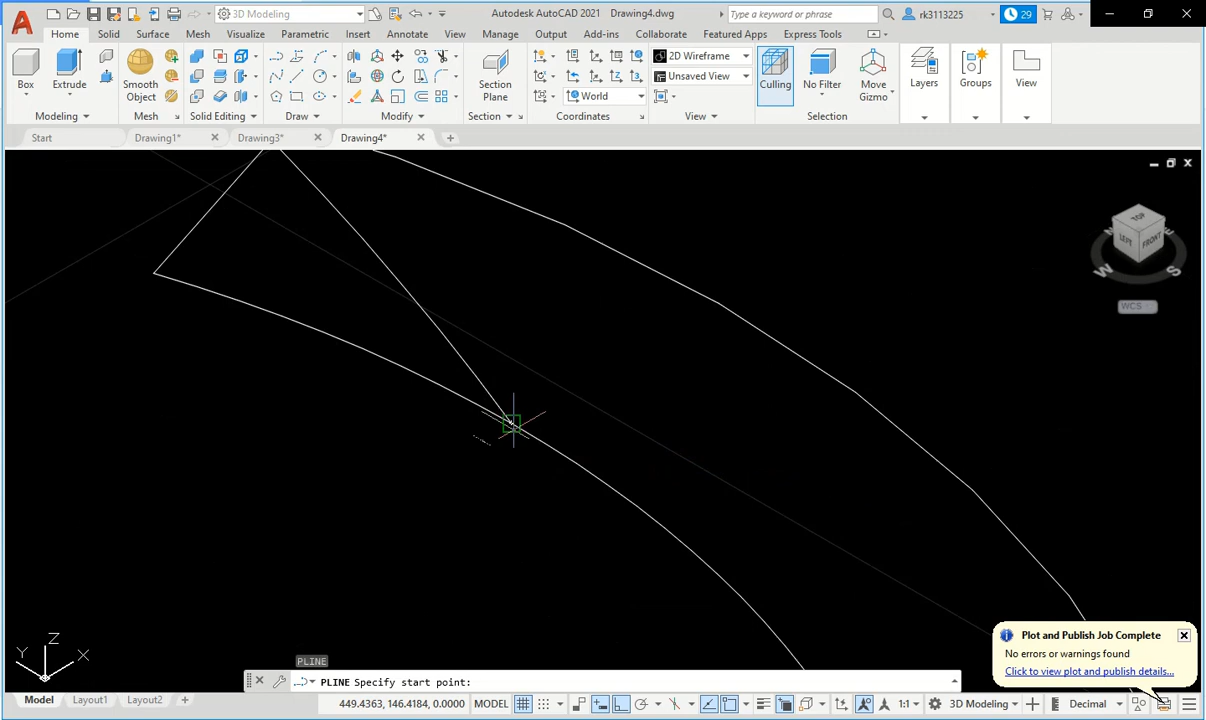 A
3D Modeling
Autodesk AutoCAD 2021 Drawing4.dwg
Type a keyword or phrase
rk3113225
29
Home Solid Surface Mesh Visualize Parametric Insert Annotate View Manage Output Add-ins Collaborate Featured Apps Express Tools
Box
Extrude
Smooth
Object
Section
Plane
2D Wireframe
Unsaved View
World
Culling
No Filter
Move
Gizmo
Layers
Groups
View
Modeling
Mesh
Solid Editing
Draw
Modify
Section
Coordinates
View
Selection
Start Drawing1* Drawing3* Drawing4*
TOP
LEFT
FRONT
W
S
WCS
Plot and Publish Job Complete
No errors or warnings found
Click to view plot and publish details...
Y Z X
PLINE
PLINE Specify start point:
Model Layout1 Layout2
449.4363, 146.4184, 0.0000 MODEL
1:1
3D Modeling
Decimal